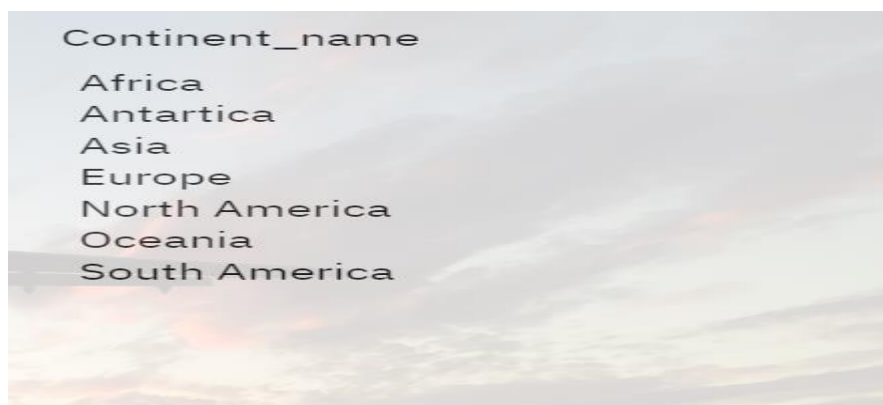 Continent_name
Africa
Antartica
Asia
Europe
North America
Oceania
South America